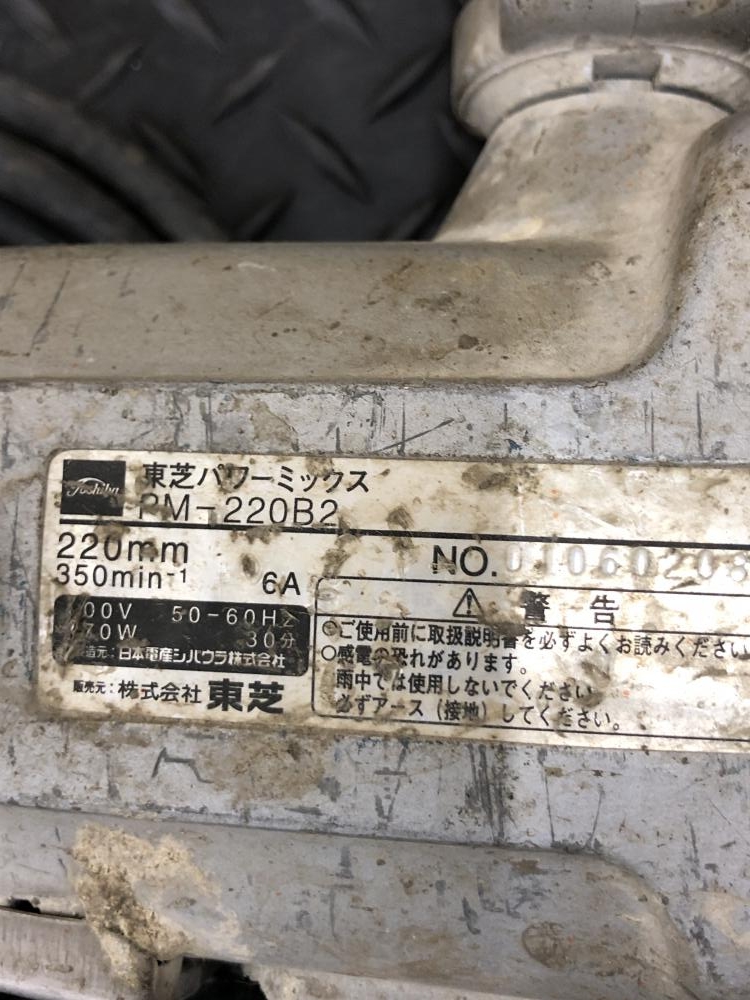 Toshiba
東芝パワーミックス
PM-220B2
220mm
350min-1 6A
NO. 01060208
00V 50-60Hz
70W 30分
造元:日本電産シバウラ株式会社
販売元:株式会社 東芝
警告
ご使用前に取扱説明書を必ずよくお読みください
○感電の恐れがあります。
雨中では使用しないでください
必ずアース(接地)してください。